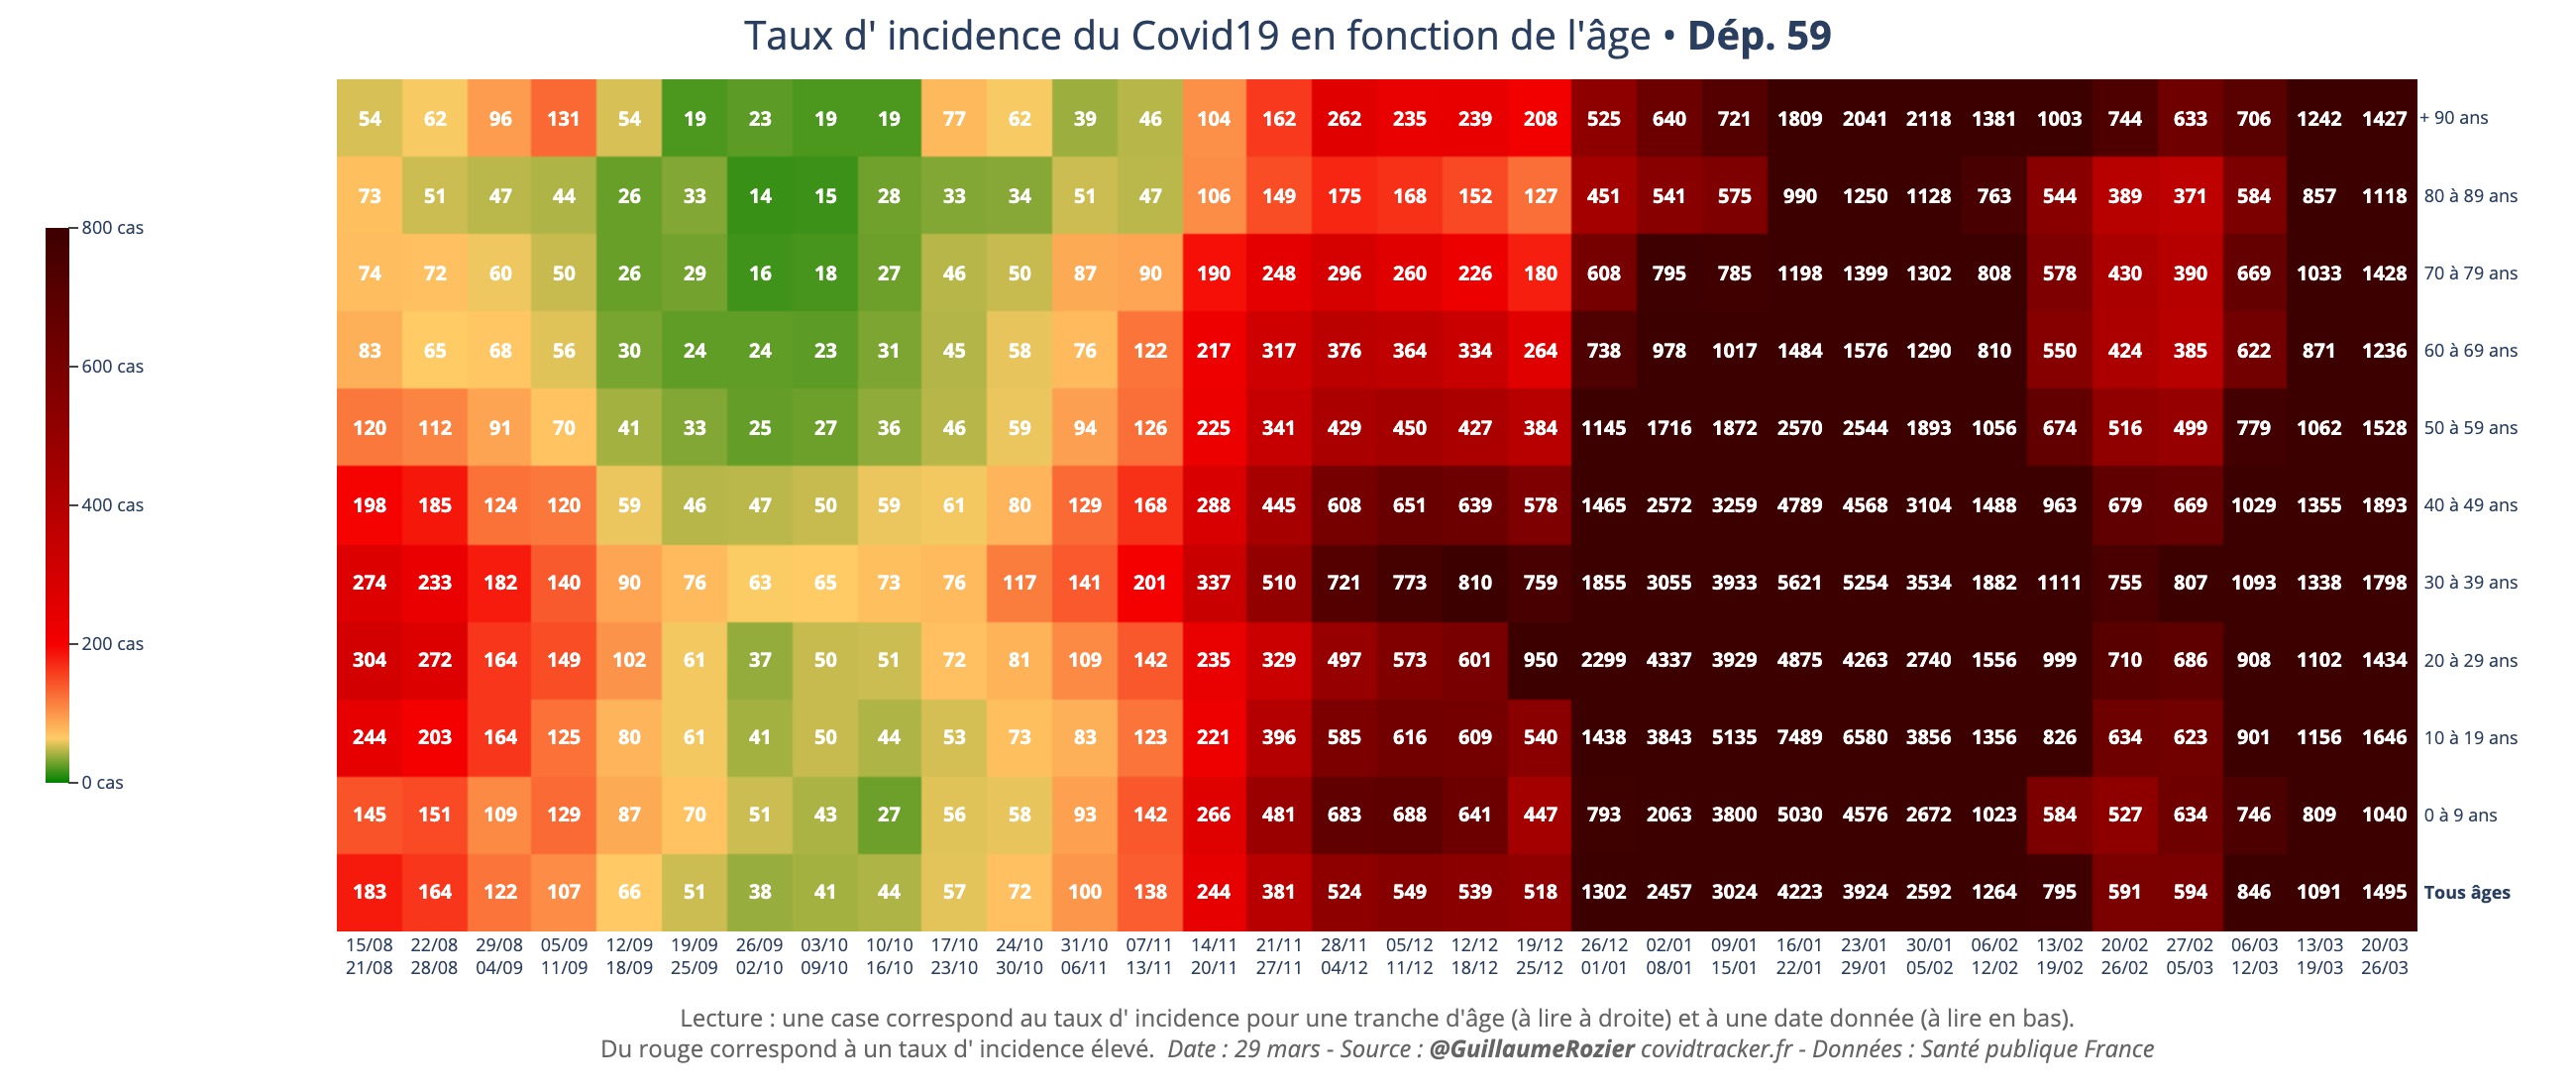 Taux d' incidence du Covid19 en fonction de l'âge • Dép. 59
54 62 96 131 54 19 23 19 19 77 62 39 46 104 162 262 235 239 208 525 640 721 1809 2041 2118 1381 1003 744 633 706 1242 1427 + 90 ans
73 51 47 44 26 33 14 15 28 33 34 51 47 106 149 175 168 152 127 451 541 575 990 1250 1128 763 544 389 371 584 857 1118 80 à 89 ans
800 cas
74 72 60 50 26 29 16 18 27 46 50 87 90 190 248 296 260 226 180 608 795 785 1198 1399 1302 808 578 430 390 669 1033 1428 70 à 79 ans
83 65 68 56 30 24 24 23 31 45 58 76 122 217 317 376 364 334 264 738 978 1017 1484 1576 1290 810 550 424 385 622 871 1236 60 à 69 ans
600 cas
120 112 91 70 41 33 25 27 36 46 59 94 126 225 341 429 450 427 384 1145 1716 1872 2570 2544 1893 1056 674 516 499 779 1062 1528 50 à 59 ans
400 cas
198 185 124 120 59 46 47 50 59 61 80 129 168 288 445 608 651 639 578 1465 2572 3259 4789 4568 3104 1488 963 679 669 1029 1355 1893 40 à 49 ans
274 233 182 140 90 76 63 65 73 76 117 141 201 337 510 721 773 810 759 1855 3055 3933 5621 5254 3534 1882 1111 755 807 1093 1338 1798 30 à 39 ans
200 cas
304 272 164 149 102 61 37 50 51 72 81 109 142 235 329 497 573 601 950 2299 4337 3929 4875 4263 2740 1556 999 710 686 908 1102 1434 20 à 29 ans
244 203 164 125 80 61 41 50 44 53 73 83 123 221 396 585 616 609 540 1438 3843 5135 7489 6580 3856 1356 826 634 623 901 1156 1646 10 à 19 ans
0 cas
145 151 109 129 87 70 51 43 27 56 58 93 142 266 481 683 688 641 447 793 2063 3800 5030 4576 2672 1023 584 527 634 746 809 1040 0 à 9 ans
183 164 122 107 66 51 38 41 44 57 72 100 138 244 381 524 549 539 518 1302 2457 3024 4223 3924 2592 1264 795 591 594 846 1091 1495 Tous âges
15/08 22/08 29/08 05/09 12/09 19/09 26/09 03/10 10/10 17/10 24/10 31/10 07/11 14/11 21/11 28/11 05/12 12/12 19/12 26/12 02/01 09/01 16/01 23/01 30/01 06/02 13/02 20/02 27/02 06/03 13/03 20/03
21/08 28/08 04/09 11/09 18/09 25/09 02/10 09/10 16/10 23/10 30/10 06/11 13/11 20/11 27/11 04/12 11/12 18/12 25/12 01/01 08/01 15/01 22/01 29/01 05/02 12/02 19/02 26/02 05/03 12/03 19/03 26/03
Lecture : une case correspond au taux d' incidence pour une tranche d'âge (à lire à droite) et à une date donnée (à lire en bas).
Du rouge correspond à un taux d' incidence élevé. Date : 29 mars - Source : @GuillaumeRozier covidtracker.fr - Données : Santé publique France